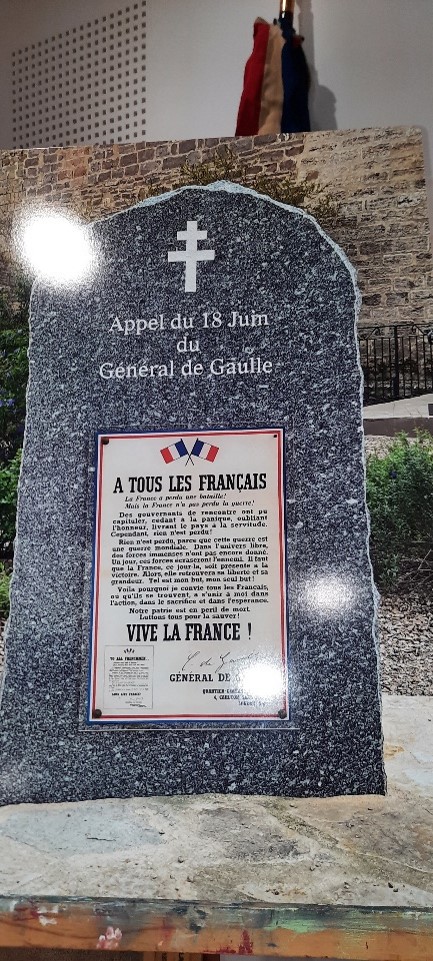 Appel du 18 Juin
du
Général de Gaulle
A TOUS LES FRANÇAIS
La France a perdu une bataille!
Mais la France n'a pas perdu la guerre!
Des gouvernants de rencontre ont pu
capituler, cédant à la panique, oubliant
l'honneur, livrant le pays à la servitude.
Cependant, rien n'est perdu!
Rien n'est perdu, parce que cette guerre est
une guerre mondiale. Dans l'univers libre,
des forces immenses n'ont pas encore donné.
Un jour, ces forces écraseront l'ennemi. Il faut
que la France, ce jour-là, soit présente à la
victoire. Alors, elle retrouvera sa liberté et sa
grandeur. Tel est mon but, mon seul but!
Voilà pourquoi je convie tous les Français,
où qu'ils se trouvent, à s'unir à moi dans
l'action, dans le sacrifice et dans l'espérance.
Notre patrie est en péril de mort.
Luttons tous pour la sauver!
VIVE LA FRANCE !
GÉNÉRAL DE